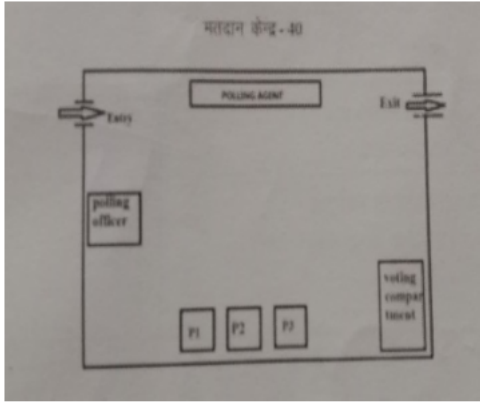 मतदान केन्द्र - 40
POLLING AGENT
Exit
Entry
polling
officer
voting
compar
tment
P1
P2
P3